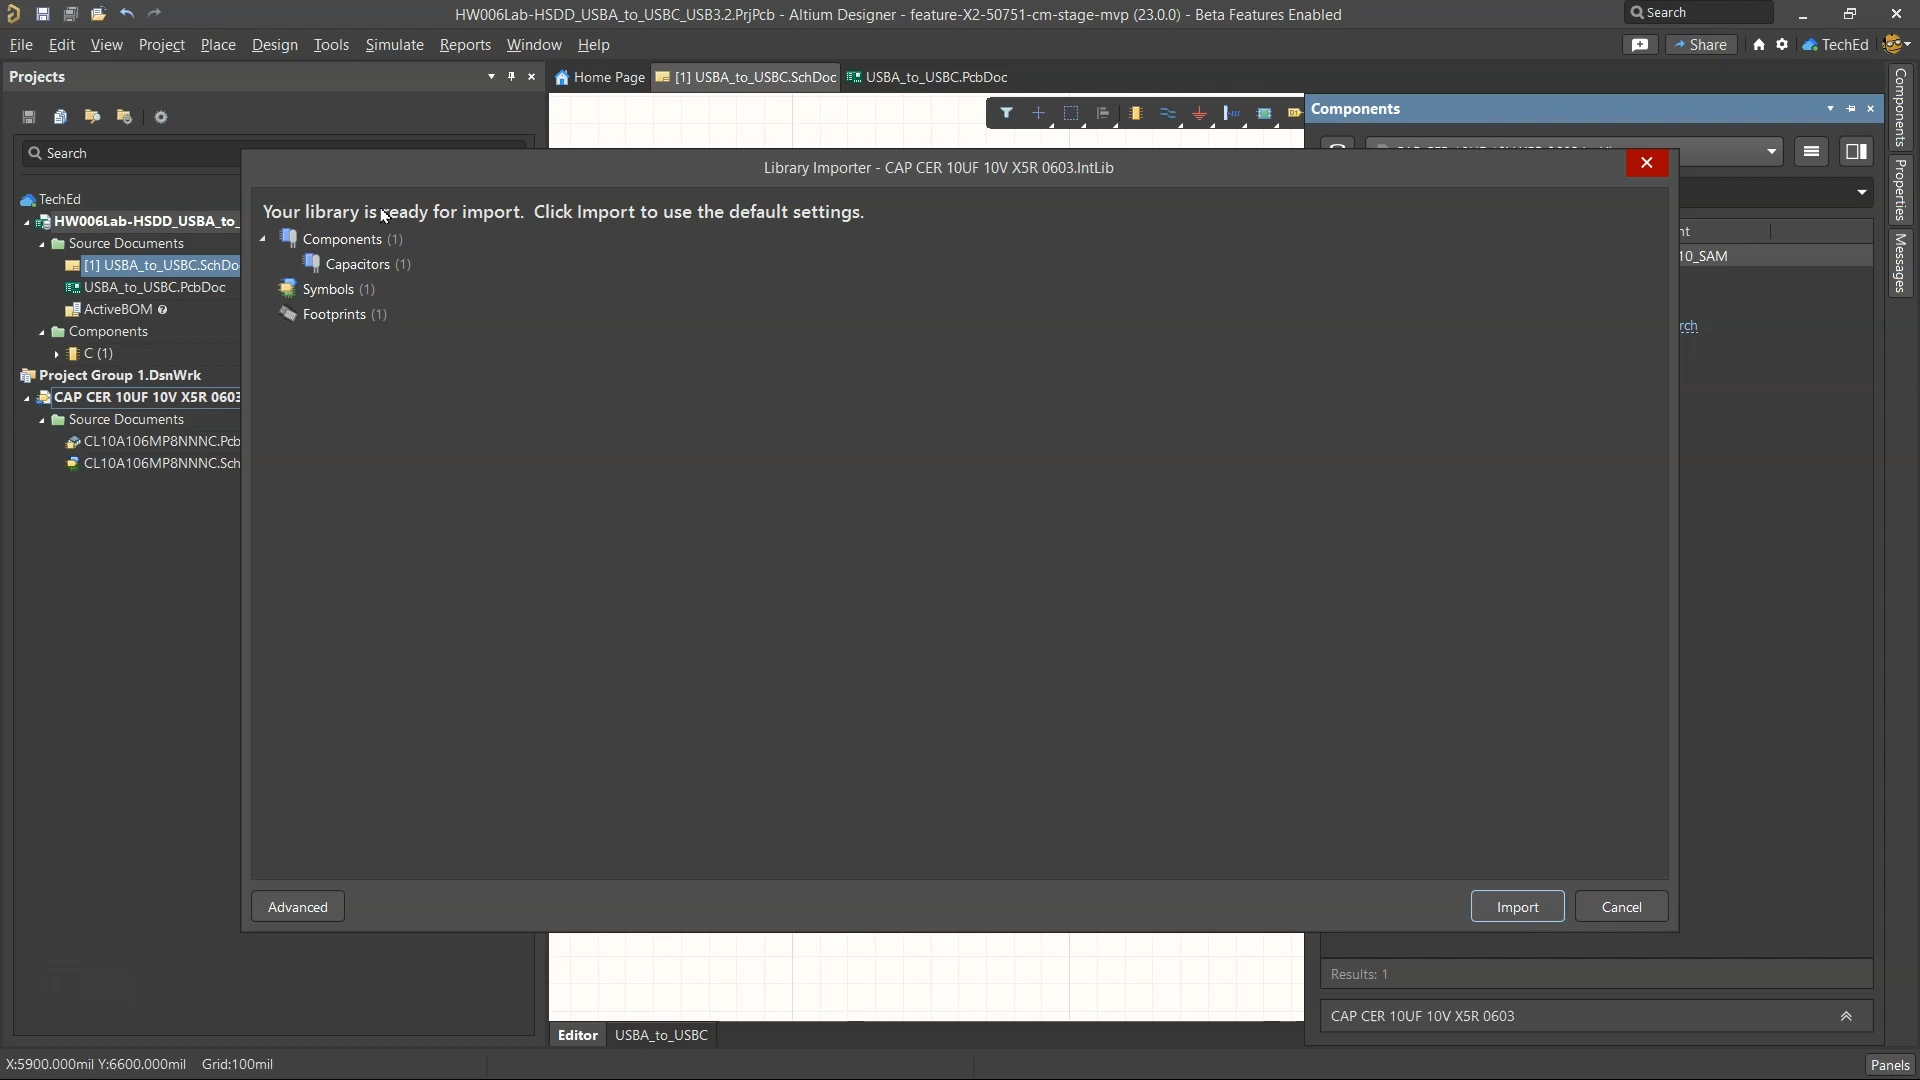 HW006Lab-HSDD_USBA_to_USBC_USB3.2.PrjPcb - Altium Designer - feature-X2-50751-cm-stage-mvp (23.0.0) - Beta Features Enabled
Search
File Edit View Project Place Design Tools Simulate Reports Window Help
Share
TechEd
Projects
Home Page
[1] USBA_to_USBC.SchDoc
USBA_to_USBC.PcbDoc
Components
Search
Library Importer - CAP CER 10UF 10V X5R 0603.IntLib
TechEd
HW006Lab-HSDD_USBA_to_
Source Documents
[1] USBA_to_USBC.SchDo
USBA_to_USBC.PcbDoc
ActiveBOM
Components
C (1)
Project Group 1.DsnWrk
CAP CER 10UF 10V X5R 0603
Source Documents
CL10A106MP8NNNC.Pcb
CL10A106MP8NNNC.Sch
Your library is ready for import. Click Import to use the default settings.
Components (1)
Capacitors (1)
Symbols (1)
Footprints (1)
nt
10_SAM
rch
Advanced
Import
Cancel
Results: 1
CAP CER 10UF 10V X5R 0603
Editor
USBA_to_USBC
X:5900.000mil Y:6600.000mil Grid:100mil
Panels
Components
Properties
Messages